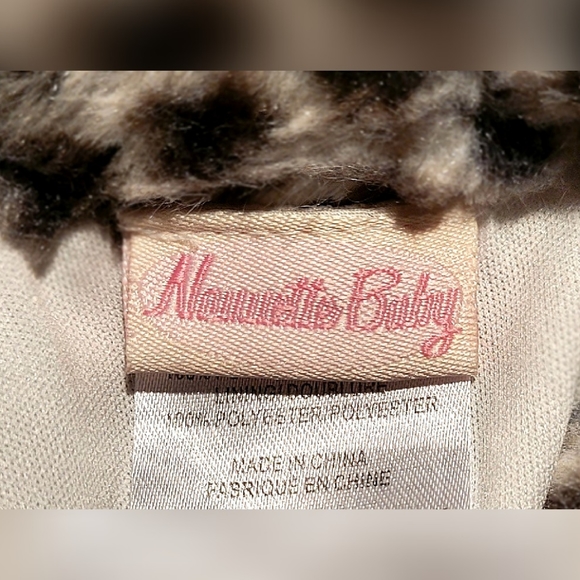 Nannette Baby
LINING/DOUBLURE
100% POLYESTER/POLYESTER
MADE IN CHINA
FABRIQUE EN CHINE